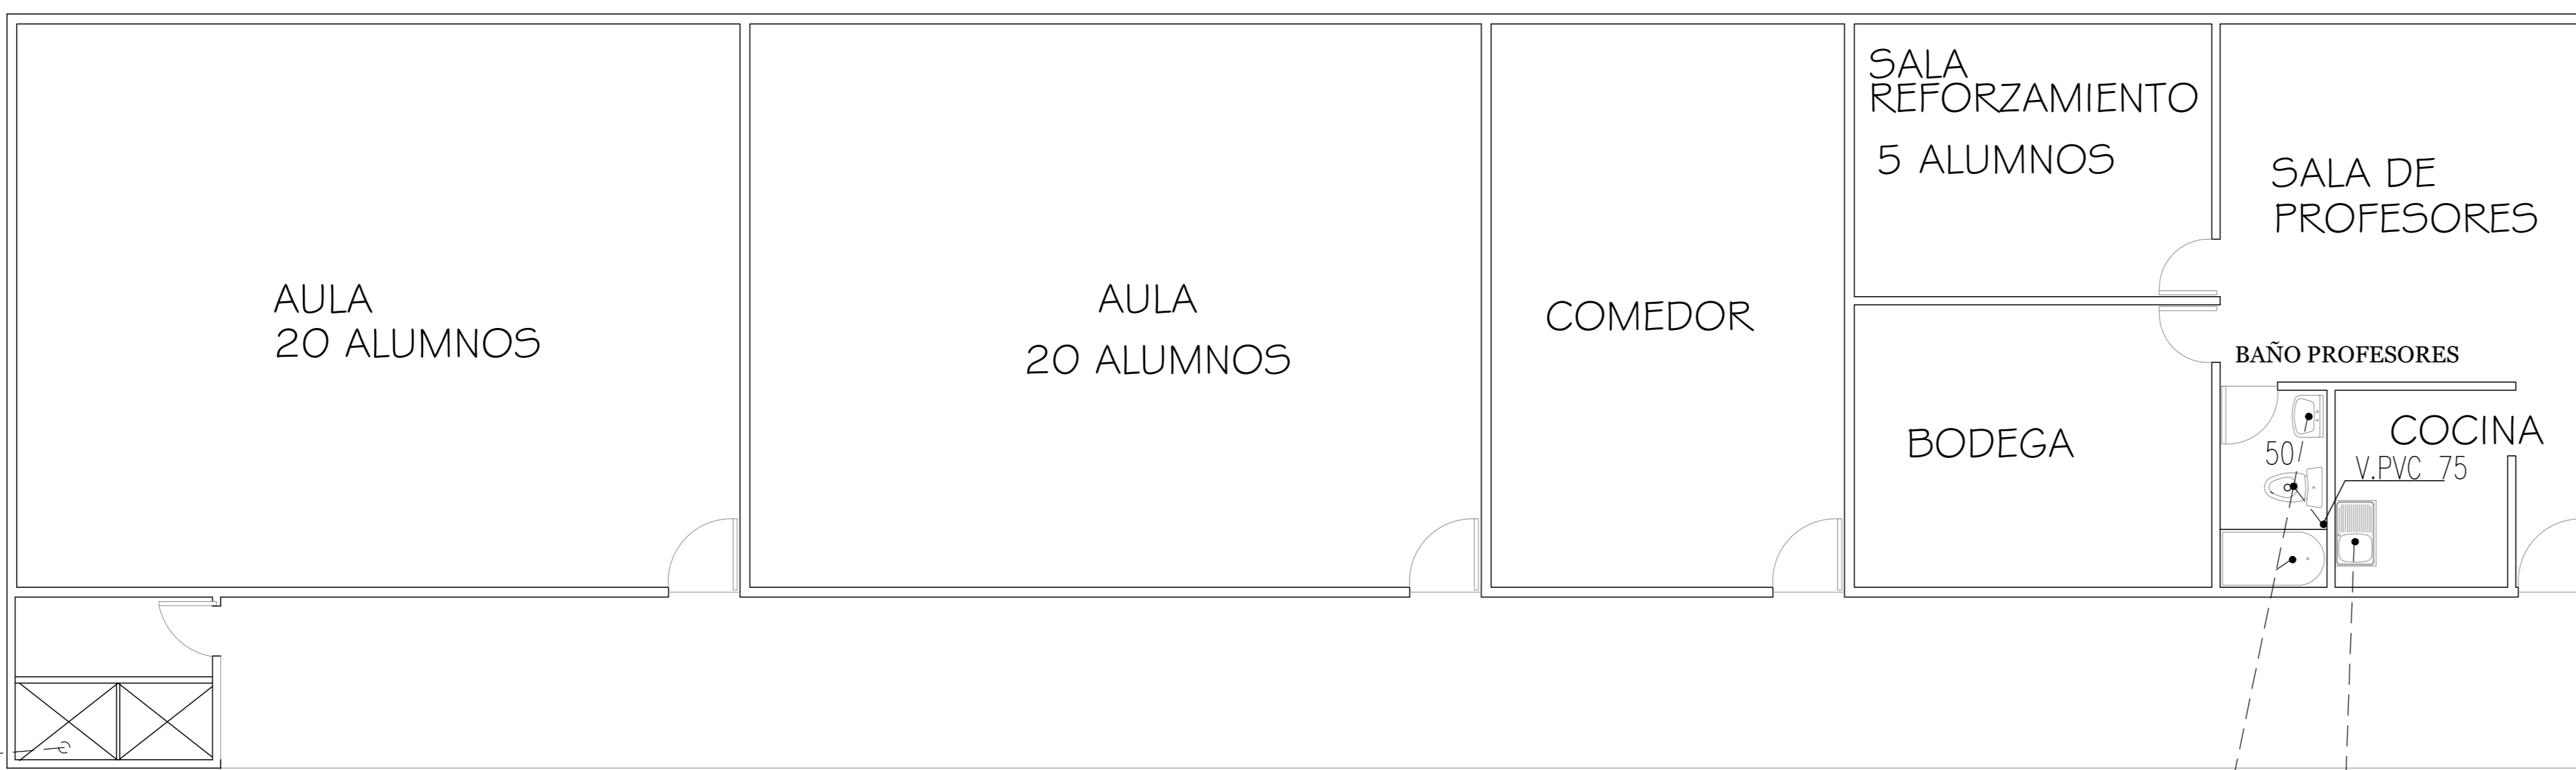 AULA
20 ALUMNOS
AULA
20 ALUMNOS
COMEDOR
SALA
REFORZAMIENTO
5 ALUMNOS
BODEGA
SALA DE
PROFESORES
BAÑO PROFESORES
COCINA
50
V.PVC 75